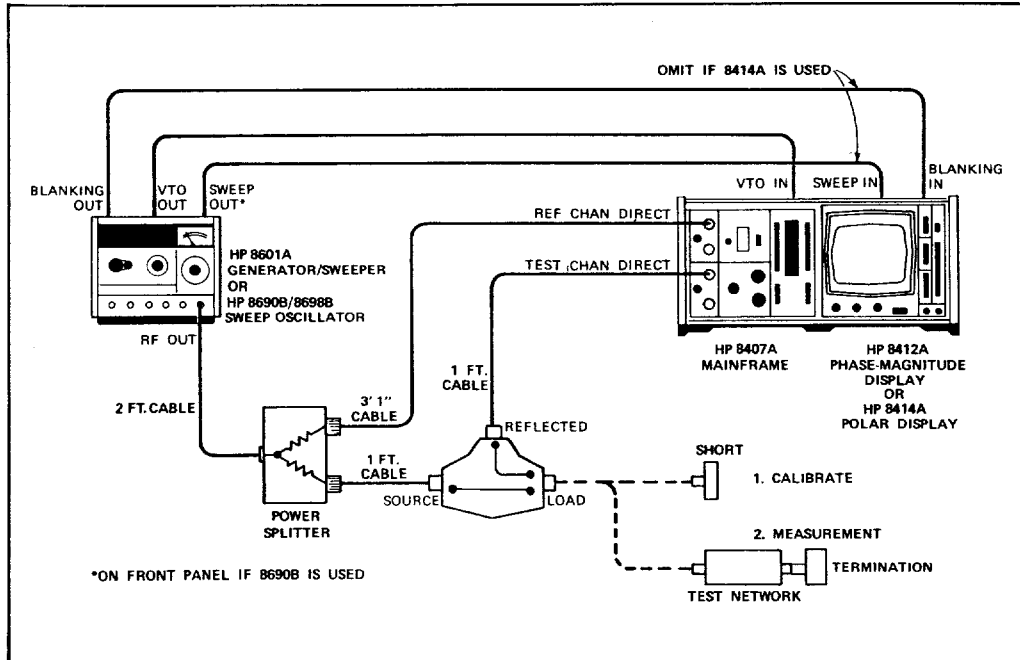 OMIT IF 8414A IS USED
BLANKING
OUT
VTO
OUT
SWEEP
OUT*
VTO IN
SWEEP IN
BLANKING
IN
REF CHAN DIRECT
TEST CHAN DIRECT
HP 8601A
GENERATOR/SWEEPER
OR
HP 8690B/8698B
SWEEP OSCILLATOR
RF OUT
HP 8407A
MAINFRAME
HP 8412A
PHASE-MAGNITUDE
DISPLAY
OR
HP 8414A
POLAR DISPLAY
2 FT. CABLE
3' 1"
CABLE
1 FT.
CABLE
1 FT.
CABLE
REFLECTED
SOURCE
LOAD
SHORT
1. CALIBRATE
POWER
SPLITTER
2. MEASUREMENT
TERMINATION
TEST NETWORK
*ON FRONT PANEL IF 8690B IS USED